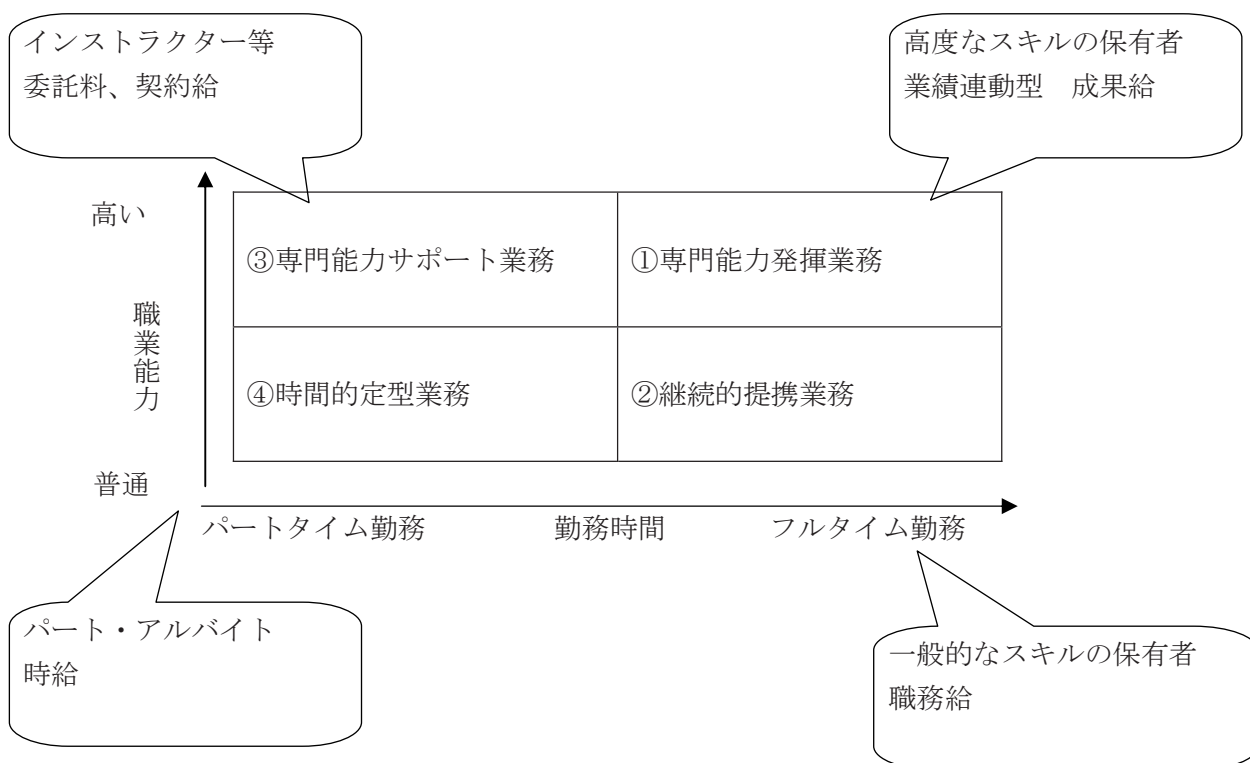 インストラクター等
委託料、契約給
高度なスキルの保有者
業績連動型　成果給
高い
③専門能力サポート業務
①専門能力発揮業務
職業能力
④時間的定型業務
②継続的提携業務
普通
パートタイム勤務
勤務時間
フルタイム勤務
パート・アルバイト
時給
一般的なスキルの保有者
職務給